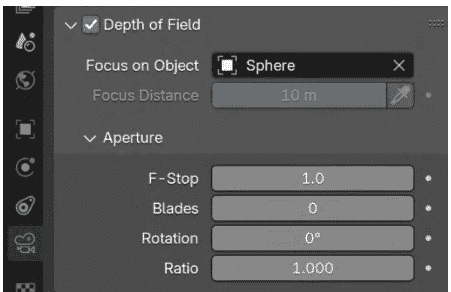 Depth of Field
Focus on Object Sphere
Focus Distance 10 m
Aperture
F-Stop 1.0
Blades 0
Rotation 0°
Ratio 1.000